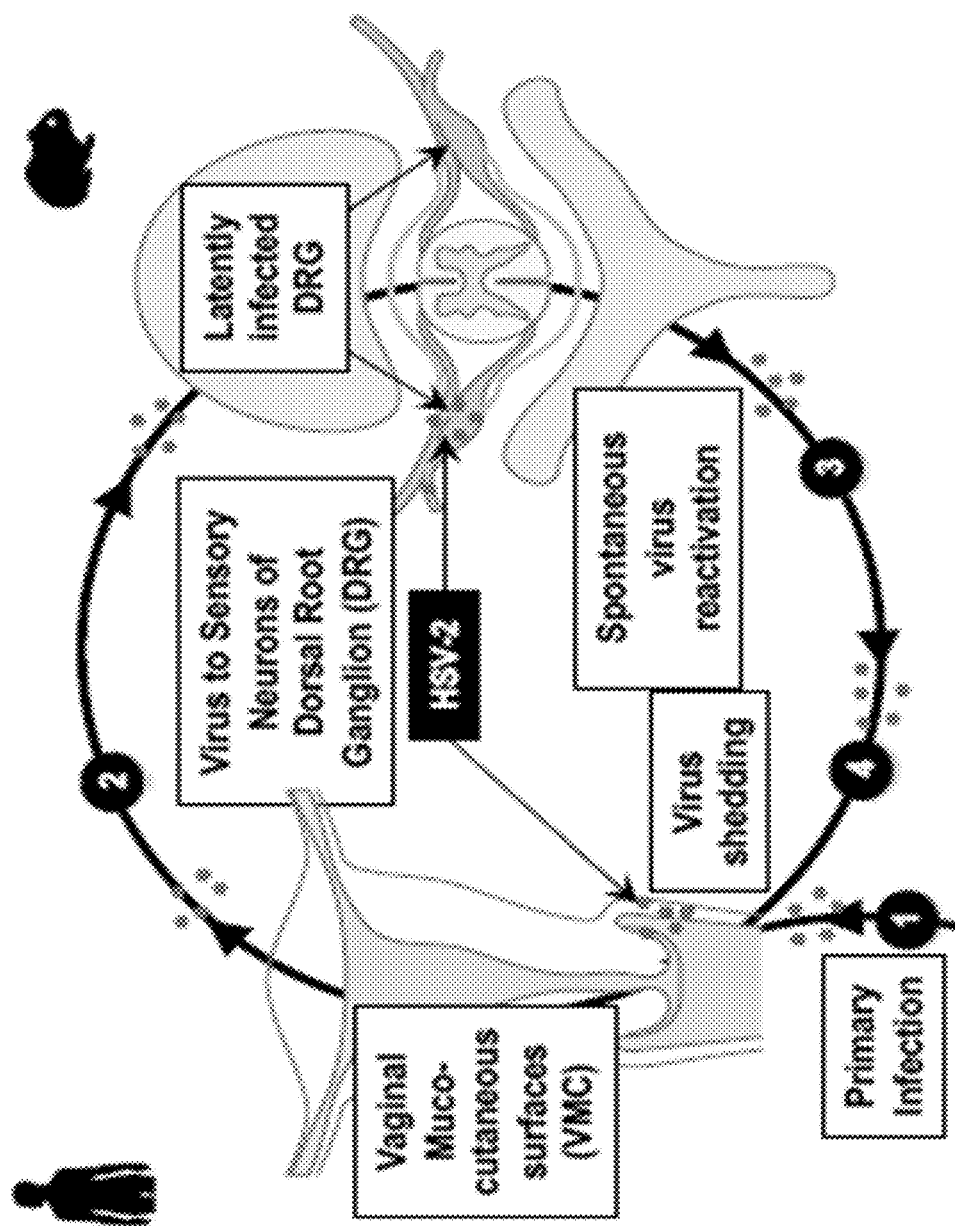 Primary
Infection
1
Vaginal
Muco-
cutaneous
surfaces
(VMC)
2
Virus to Sensory
Neurons of
Dorsal Root
Ganglion (DRG)
HSV-2
Latently
infected
DRG
Spontaneous
virus
reactivation
3
Virus
shedding
4